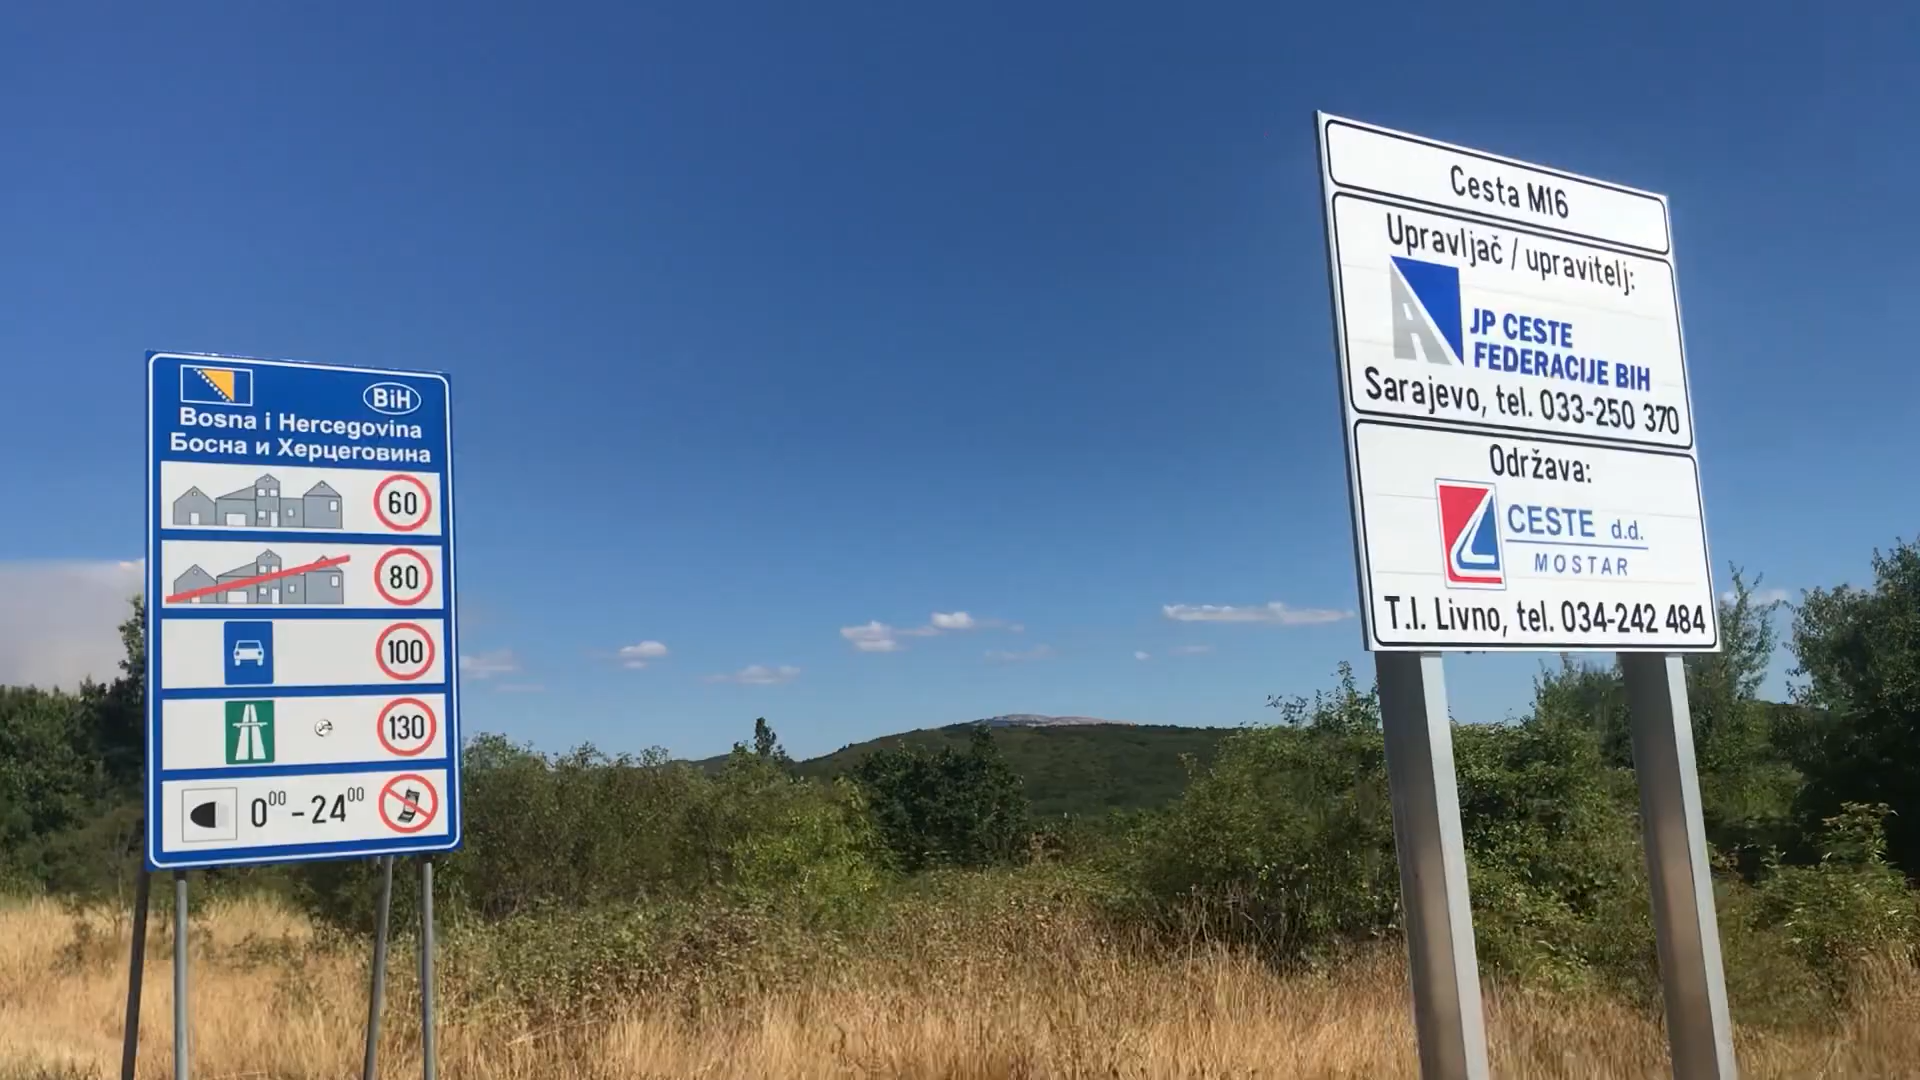 BiH
Bosna i Hercegovina
Босна и Херцеговина
60
80
100
130
0⁰⁰ - 24⁰⁰
Cesta M16
Upravljač / upravitelj:
JP CESTE
FEDERACIJE BIH
Sarajevo, tel. 033-250 370
Održava:
CESTE d.d.
MOSTAR
T.I. Livno, tel. 034-242 484